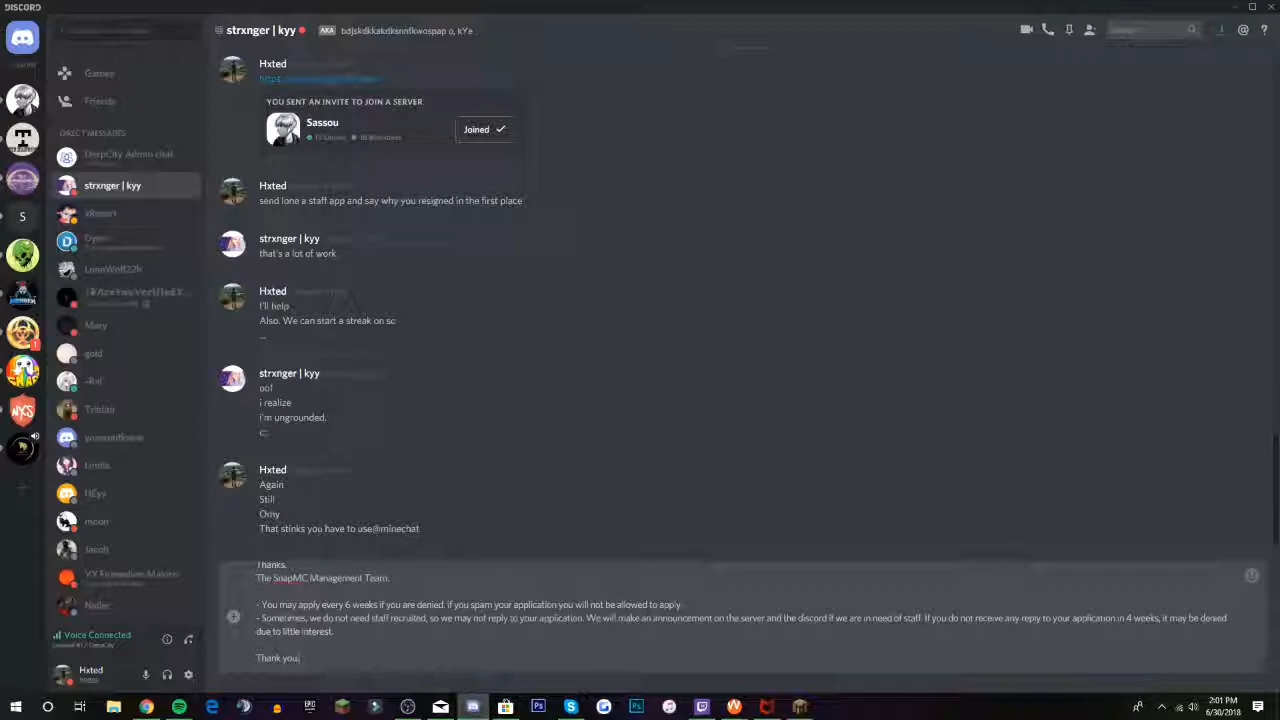 DISCORD
strxnger | kyy
AKA
bdjskdkkakdksnnfkwospap o, kYe
Games
Friends
DIRECT MESSAGES
DerpCity Admin chat
strxnger | kyy
LoneWolf22k
Mary
gold
Tristan
moon
Jacob
HEys
Voice Connected
Hxted
Hxted
YOU SENT AN INVITE TO JOIN A SERVER
Sassou
Joined
Hxted
send lone a staff app and say why you resigned in the first place
strxnger | kyy
that's a lot of work
Hxted
I'll help
Also. We can start a streak on sc
...
strxnger | kyy
oof
i realize
i'm ungrounded.
c:
Hxted
Again
Still
Omy
That stinks you have to use@minechat
Thanks.
The SnapMC Management Team.
- You may apply every 6 weeks if you are denied. if you spam your application you will not be allowed to apply.
- Sometimes, we do not need staff recruited, so we may not reply to your application. We will make an announcement on the server and the discord if we are in need of staff. If you do not receive any reply to your application in 4 weeks, it may be denied
due to little interest.
Thank you.
2:01 PM
6/30/2018